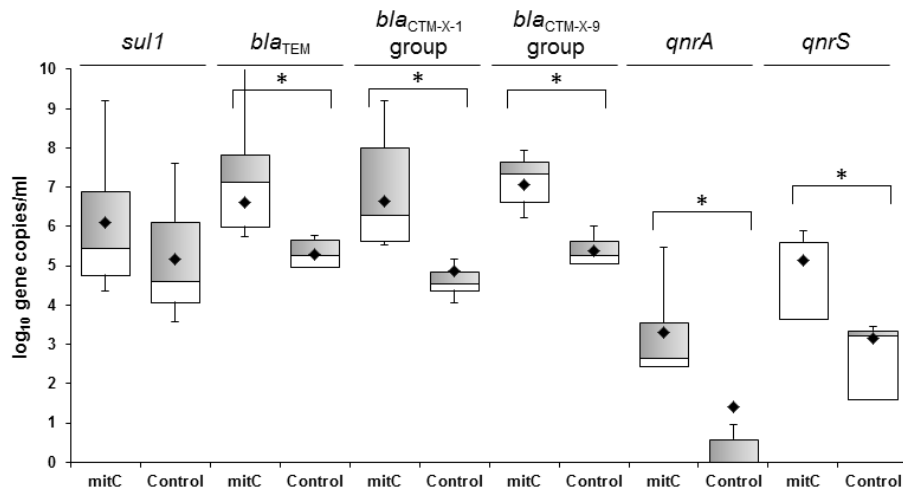 sul1
blaTEM
blaCTM-X-1
group
blaCTM-X-9
group
qnrA
qnrS
log10 gene copies/ml
10
9
8
7
6
5
4
3
2
1
0
*
*
*
*
*
mitC Control mitC Control mitC Control mitC Control mitC Control mitC Control